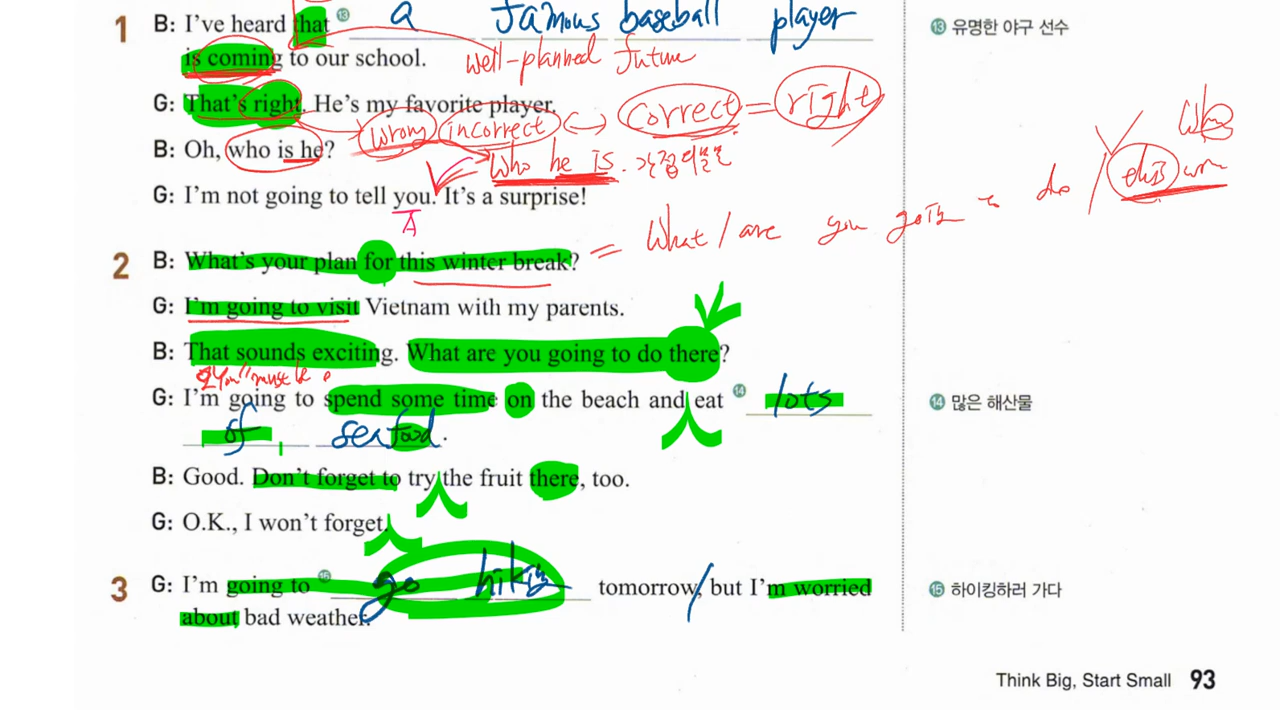 1 B: I've heard that ⑬ a famous baseball player ⑬ 유명한 야구 선수
is coming to our school. well-planned future
G: That's right. He's my favorite player. wrong incorrect ↔ correct = right
B: Oh, who is he? who he is. 간접의문문
G: I'm not going to tell you. It's a surprise!
2 B: What's your plan for this winter break? = What / are you going to do / this
G: I'm going to visit Vietnam with my parents.
B: That sounds exciting. What are you going to do there?
You must be
G: I'm going to spend some time on the beach and eat ⑭ lots ⑭ 많은 해산물
of seafood.
B: Good. Don't forget to try the fruit there, too.
G: O.K., I won't forget.
3 G: I'm going to ⑮ go hiking tomorrow, but I'm worried ⑮ 하이킹하러 가다
about bad weather.
Think Big, Start Small 93